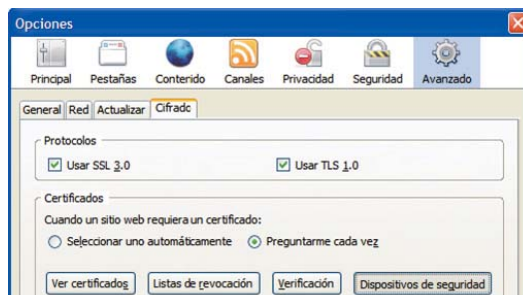 Opciones
Principal Pestañas Contenido Canales Privacidad Seguridad Avanzado
General Red Actualizar Cifrado
Protocolos
Usar SSL 3.0 Usar TLS 1.0
Certificados
Cuando un sitio web requiera un certificado:
Seleccionar uno automáticamente Preguntarme cada vez
Ver certificados Listas de revocación Verificación Dispositivos de seguridad